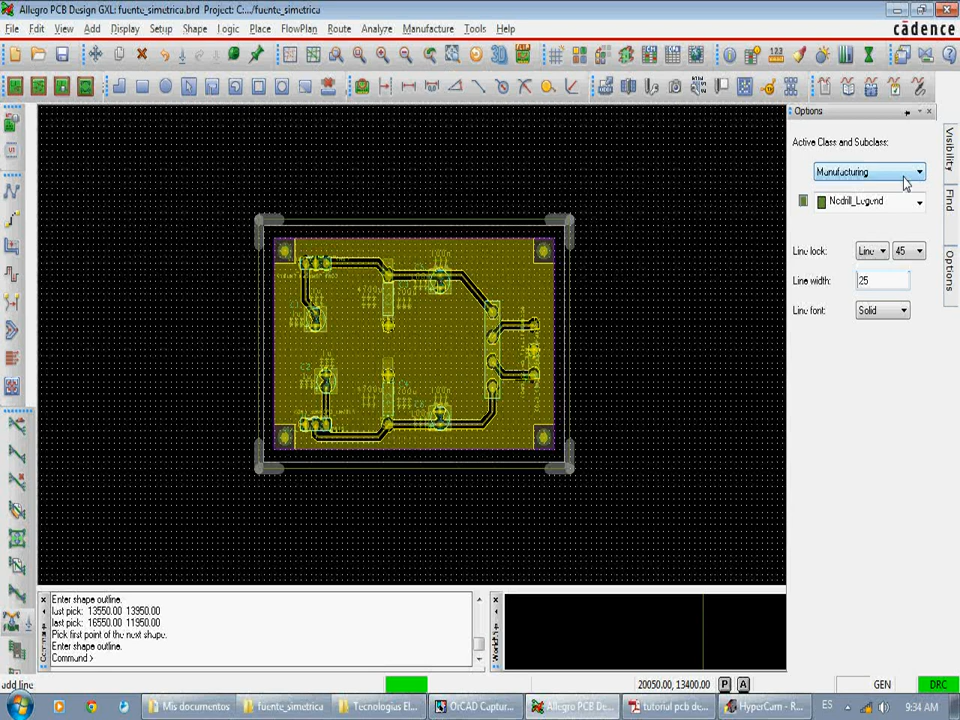 Allegro PCB Design GXL: fuente_simetrica.brd Project: C:.../fuente_simetrica
File Edit View Add Display Setup Shape Logic Place FlowPlan Route Analyze Manufacture Tools Help
cādence
Options
Active Class and Subclass:
Manufacturing
Ncdrill_Legend
Line lock: Line 45
Line width: 25
Line font: Solid
Visibility
Find
Options
Enter shape outline.
last pick: 13550.00 13950.00
last pick: 16550.00 11950.00
Pick first point of the next shape.
Enter shape outline.
Command >
add line
20050.00, 13400.00 P A GEN DRC
Mis documentos fuente_simetrica Tecnologias El... OrCAD Captur... Allegro PCB De... tutorial pcb de... HyperCam - R... ES 9:34 AM